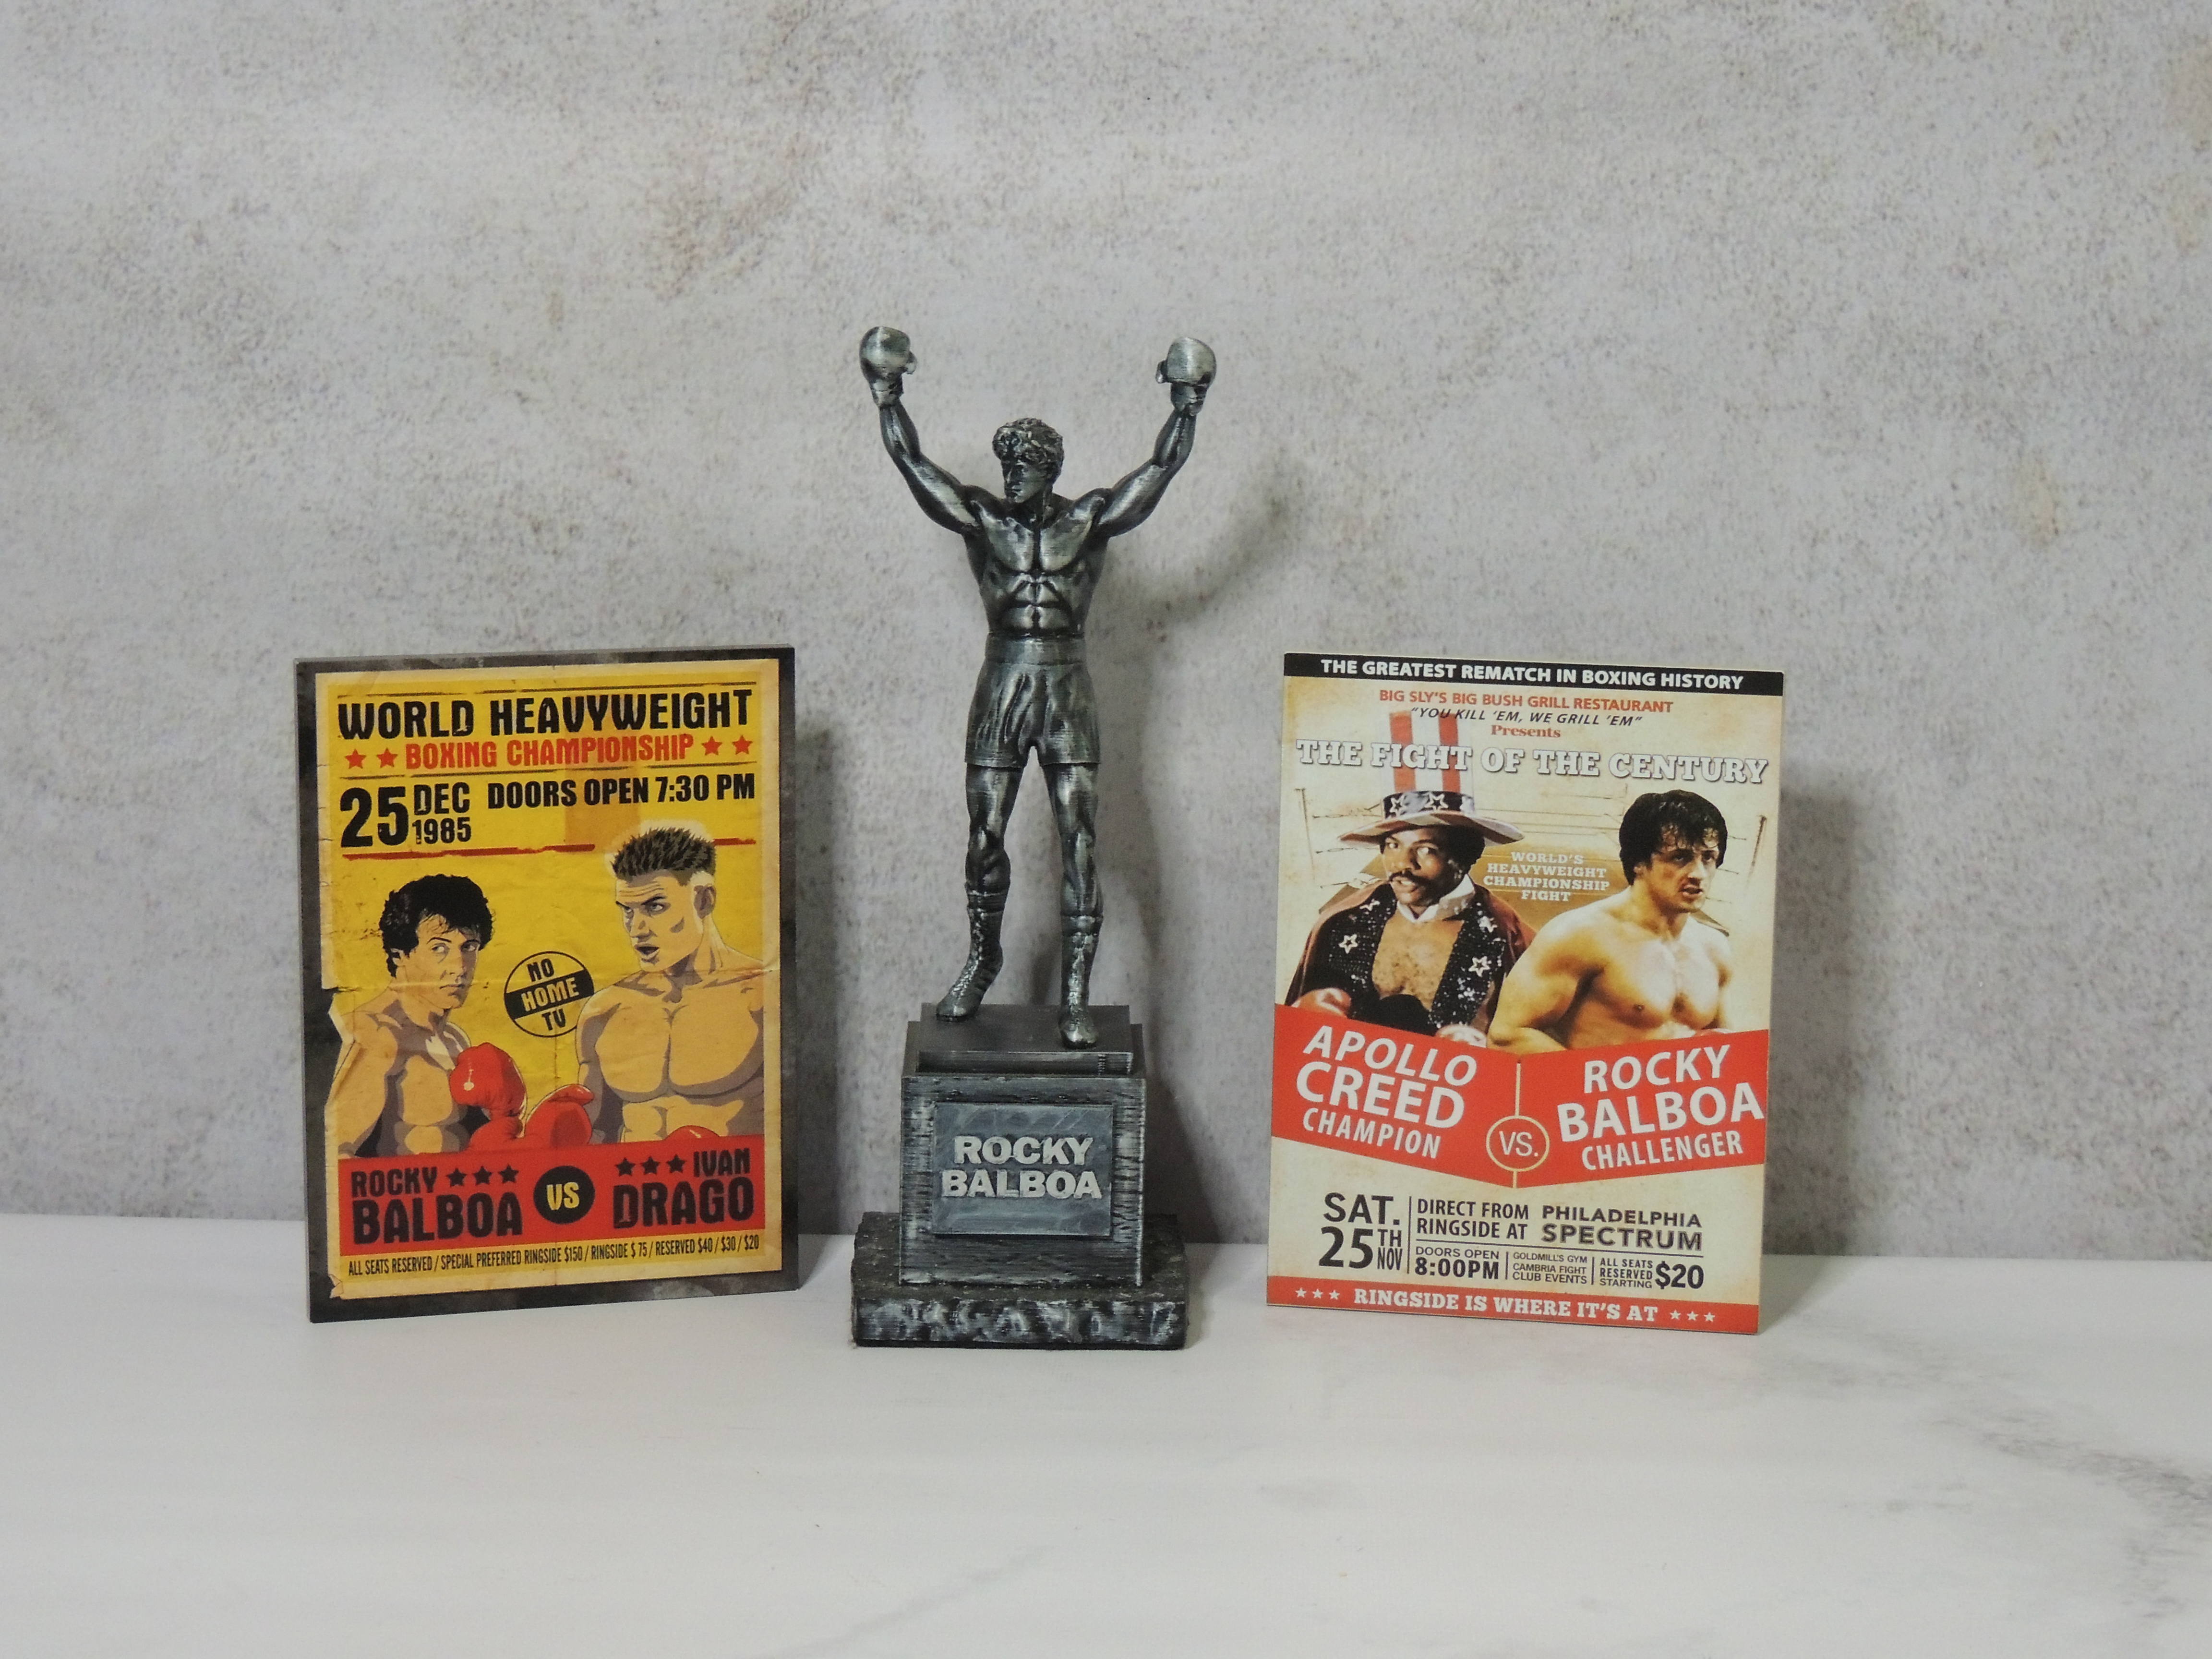 WORLD HEAVYWEIGHT
BOXING CHAMPIONSHIP
25 DEC 1985
DOORS OPEN 7:30 PM
NO
HOME
TV
ROCKY
BALBOA
VS
IVAN
DRAGO
ALL SEATS RESERVED / SPECIAL PREFERRED RINGSIDE $150 / RINGSIDE $75 / RESERVED $40 / $30 / $20
ROCKY
BALBOA
THE GREATEST REMATCH IN BOXING HISTORY
BIG SLY'S BIG BUSH GRILL RESTAURANT
"YOU KILL 'EM, WE GRILL 'EM"
Presents
THE FIGHT OF THE CENTURY
WORLD'S
HEAVYWEIGHT
CHAMPIONSHIP
FIGHT
APOLLO
CREED
CHAMPION
VS.
ROCKY
BALBOA
CHALLENGER
SAT.
25TH NOV
DIRECT FROM
RINGSIDE AT
PHILADELPHIA
SPECTRUM
DOORS OPEN
8:00PM
GOLDMILL'S GYM
CAMBRIA FIGHT
CLUB EVENTS
ALL SEATS
RESERVED
STARTING
$20
RINGSIDE IS WHERE IT'S AT